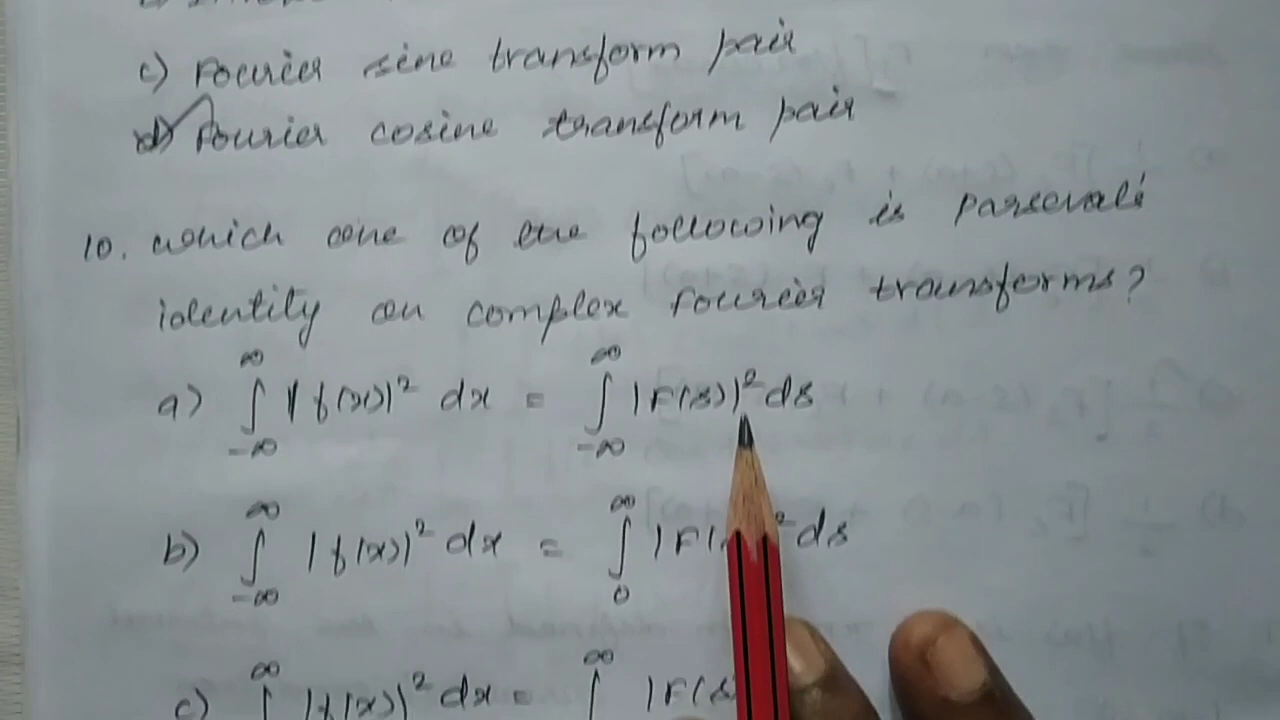 c) Fourier sine transform pair
d) Fourier cosine transform pair
10. which one of the following is parseval's
identity on complex fourier transforms?
a) ∫_{-∞}^{∞} |f(x)|² dx = ∫_{-∞}^{∞} |F(s)|² ds
b) ∫_{-∞}^{∞} |f(x)|² dx = ∫_{0}^{∞} |F( ² ds
c) ∫^{∞} |f(x)|² dx = ∫^{∞} |F(s